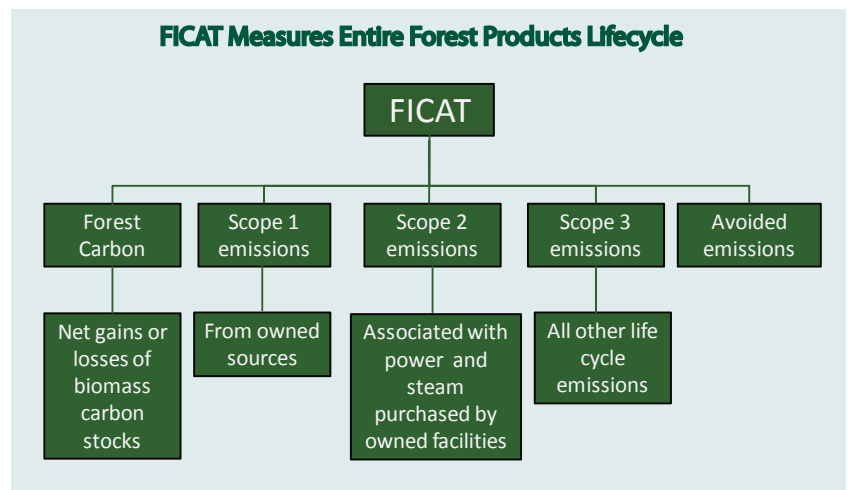 FICAT Measures Entire Forest Products Lifecycle
FICAT
Forest
Carbon
Scope 1
emissions
Scope 2
emissions
Scope 3
emissions
Avoided
emissions
Net gains or
losses of
biomass
carbon
stocks
From owned
sources
Associated with
power and
steam
purchased by
owned facilities
All other life
cycle
emissions